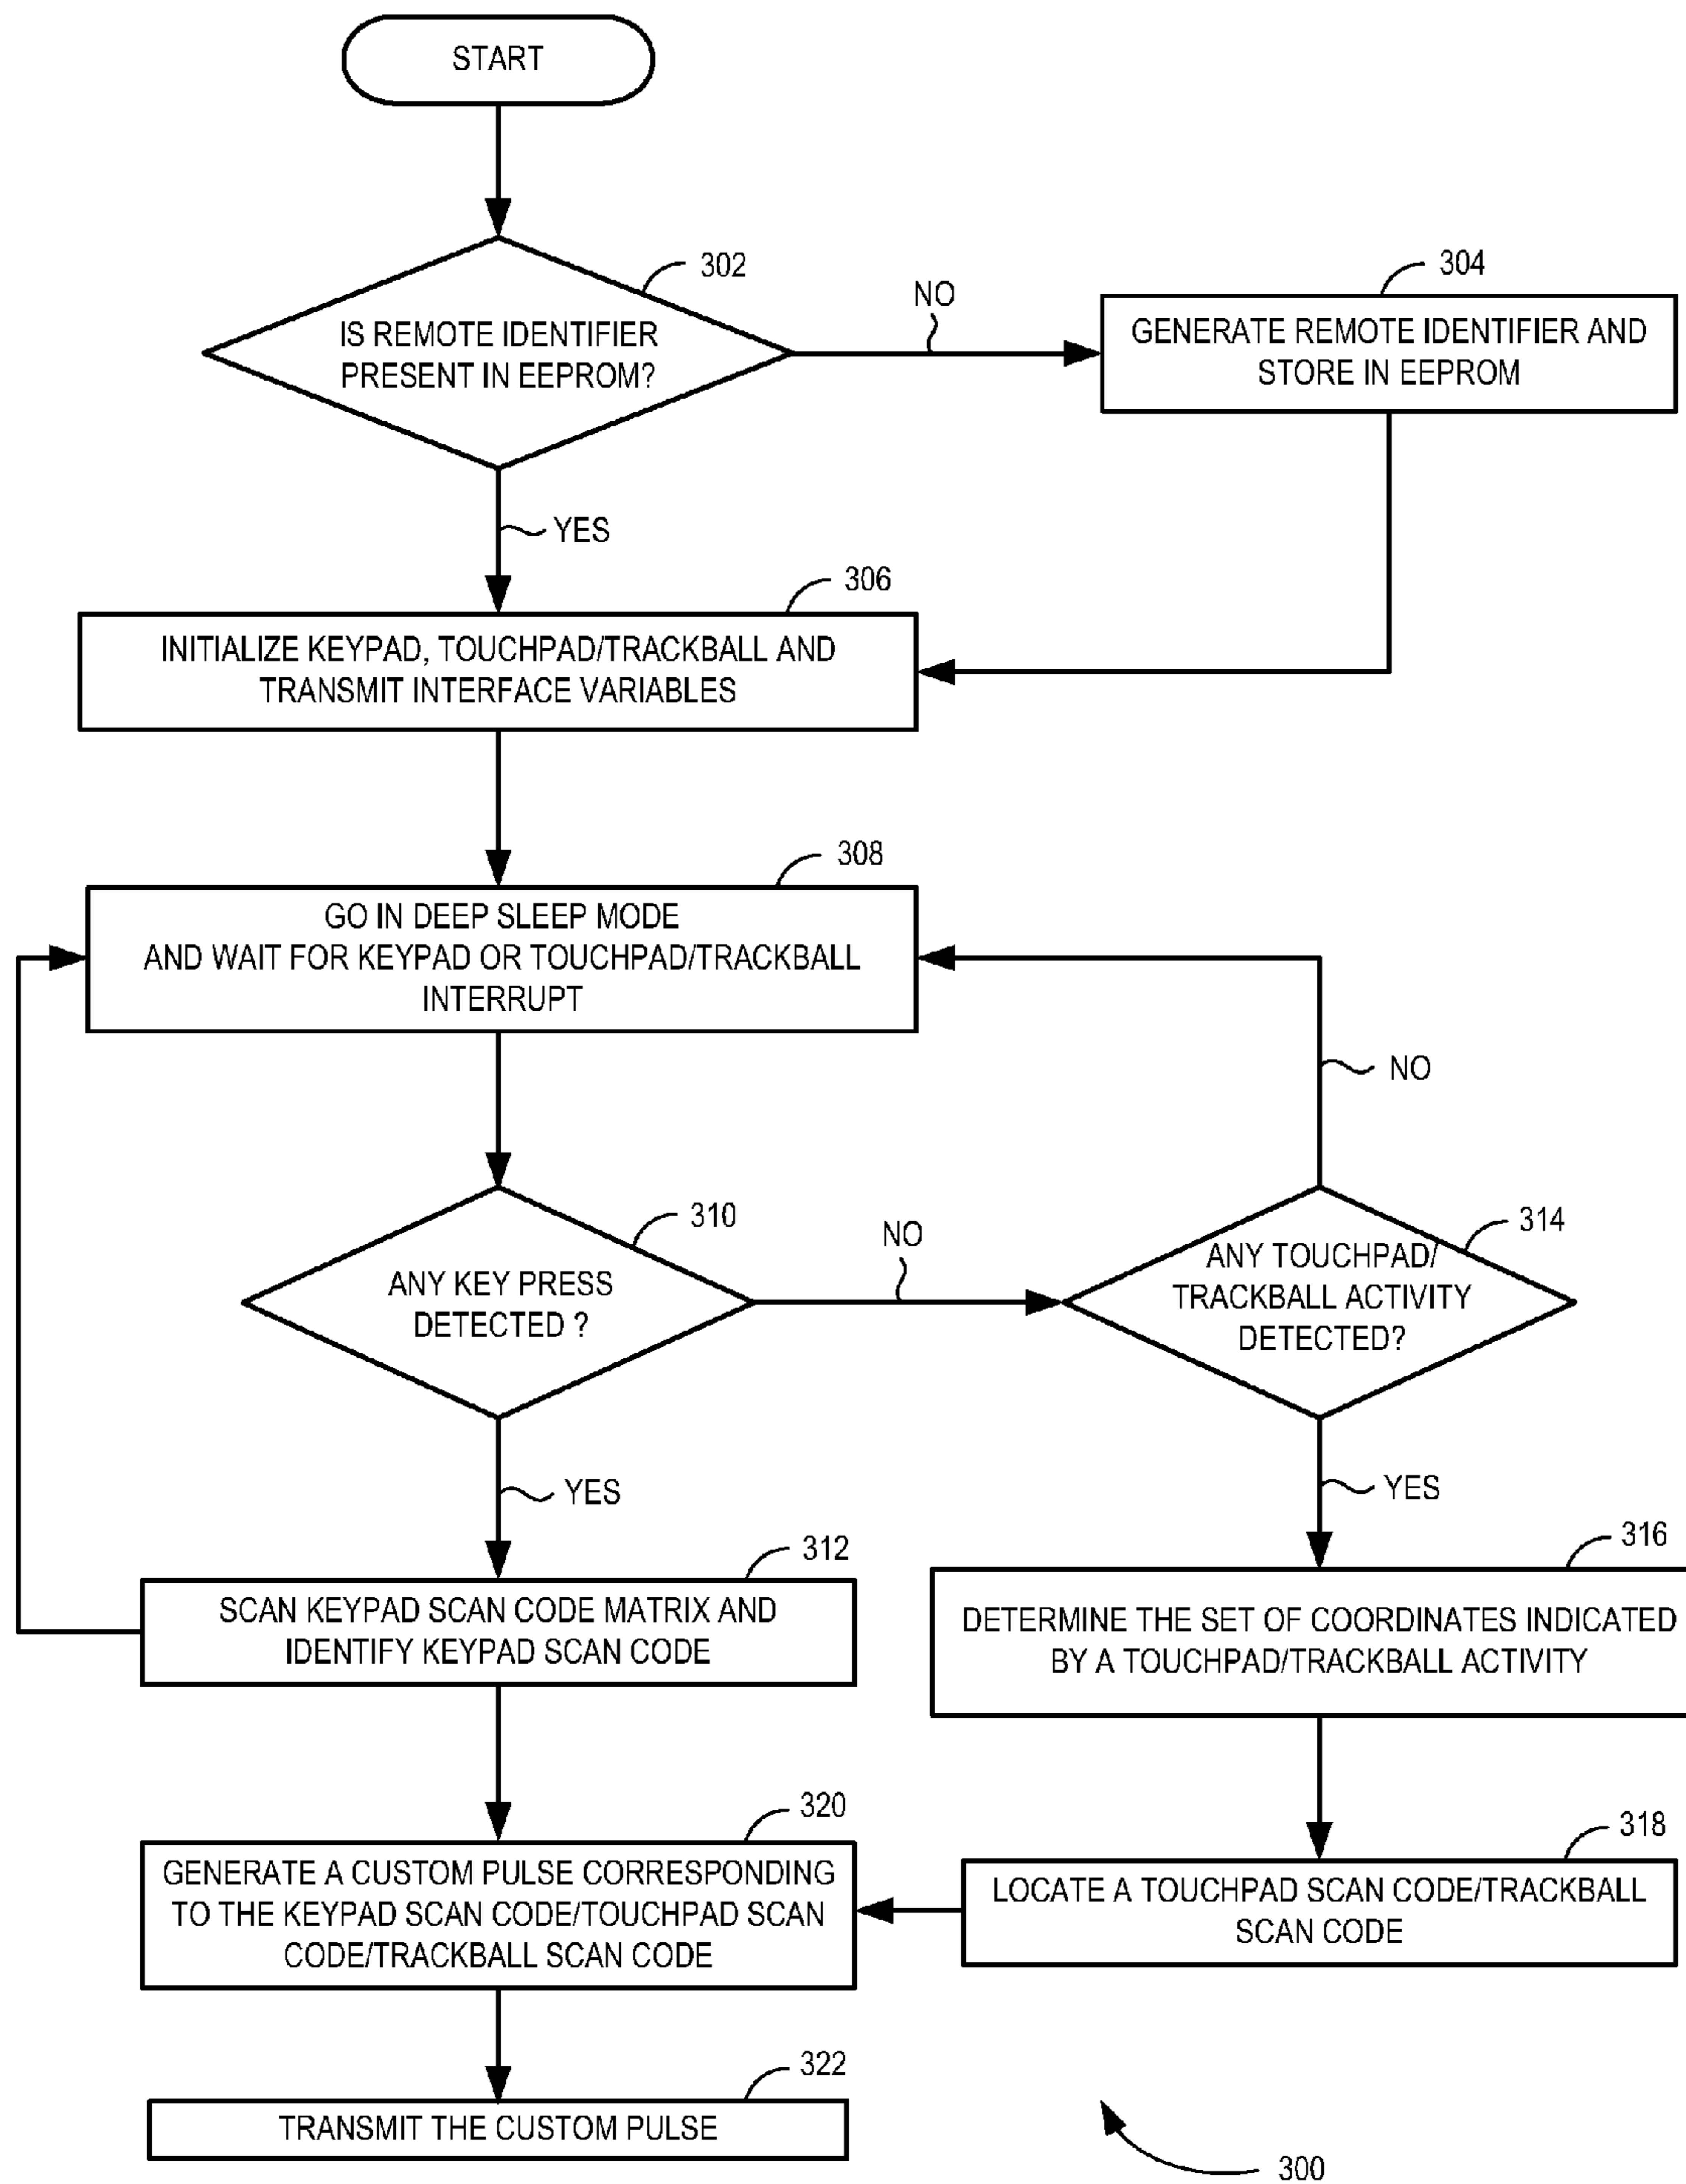 START
302
IS REMOTE IDENTIFIER
PRESENT IN EEPROM?
NO
304
GENERATE REMOTE IDENTIFIER AND
STORE IN EEPROM
YES
306
INITIALIZE KEYPAD, TOUCHPAD/TRACKBALL AND
TRANSMIT INTERFACE VARIABLES
308
GO IN DEEP SLEEP MODE
AND WAIT FOR KEYPAD OR TOUCHPAD/TRACKBALL
INTERRUPT
NO
310
ANY KEY PRESS
DETECTED ?
NO
314
ANY TOUCHPAD/
TRACKBALL ACTIVITY
DETECTED?
YES
YES
312
SCAN KEYPAD SCAN CODE MATRIX AND
IDENTIFY KEYPAD SCAN CODE
316
DETERMINE THE SET OF COORDINATES INDICATED
BY A TOUCHPAD/TRACKBALL ACTIVITY
320
GENERATE A CUSTOM PULSE CORRESPONDING
TO THE KEYPAD SCAN CODE/TOUCHPAD SCAN
CODE/TRACKBALL SCAN CODE
318
LOCATE A TOUCHPAD SCAN CODE/TRACKBALL
SCAN CODE
322
TRANSMIT THE CUSTOM PULSE
300